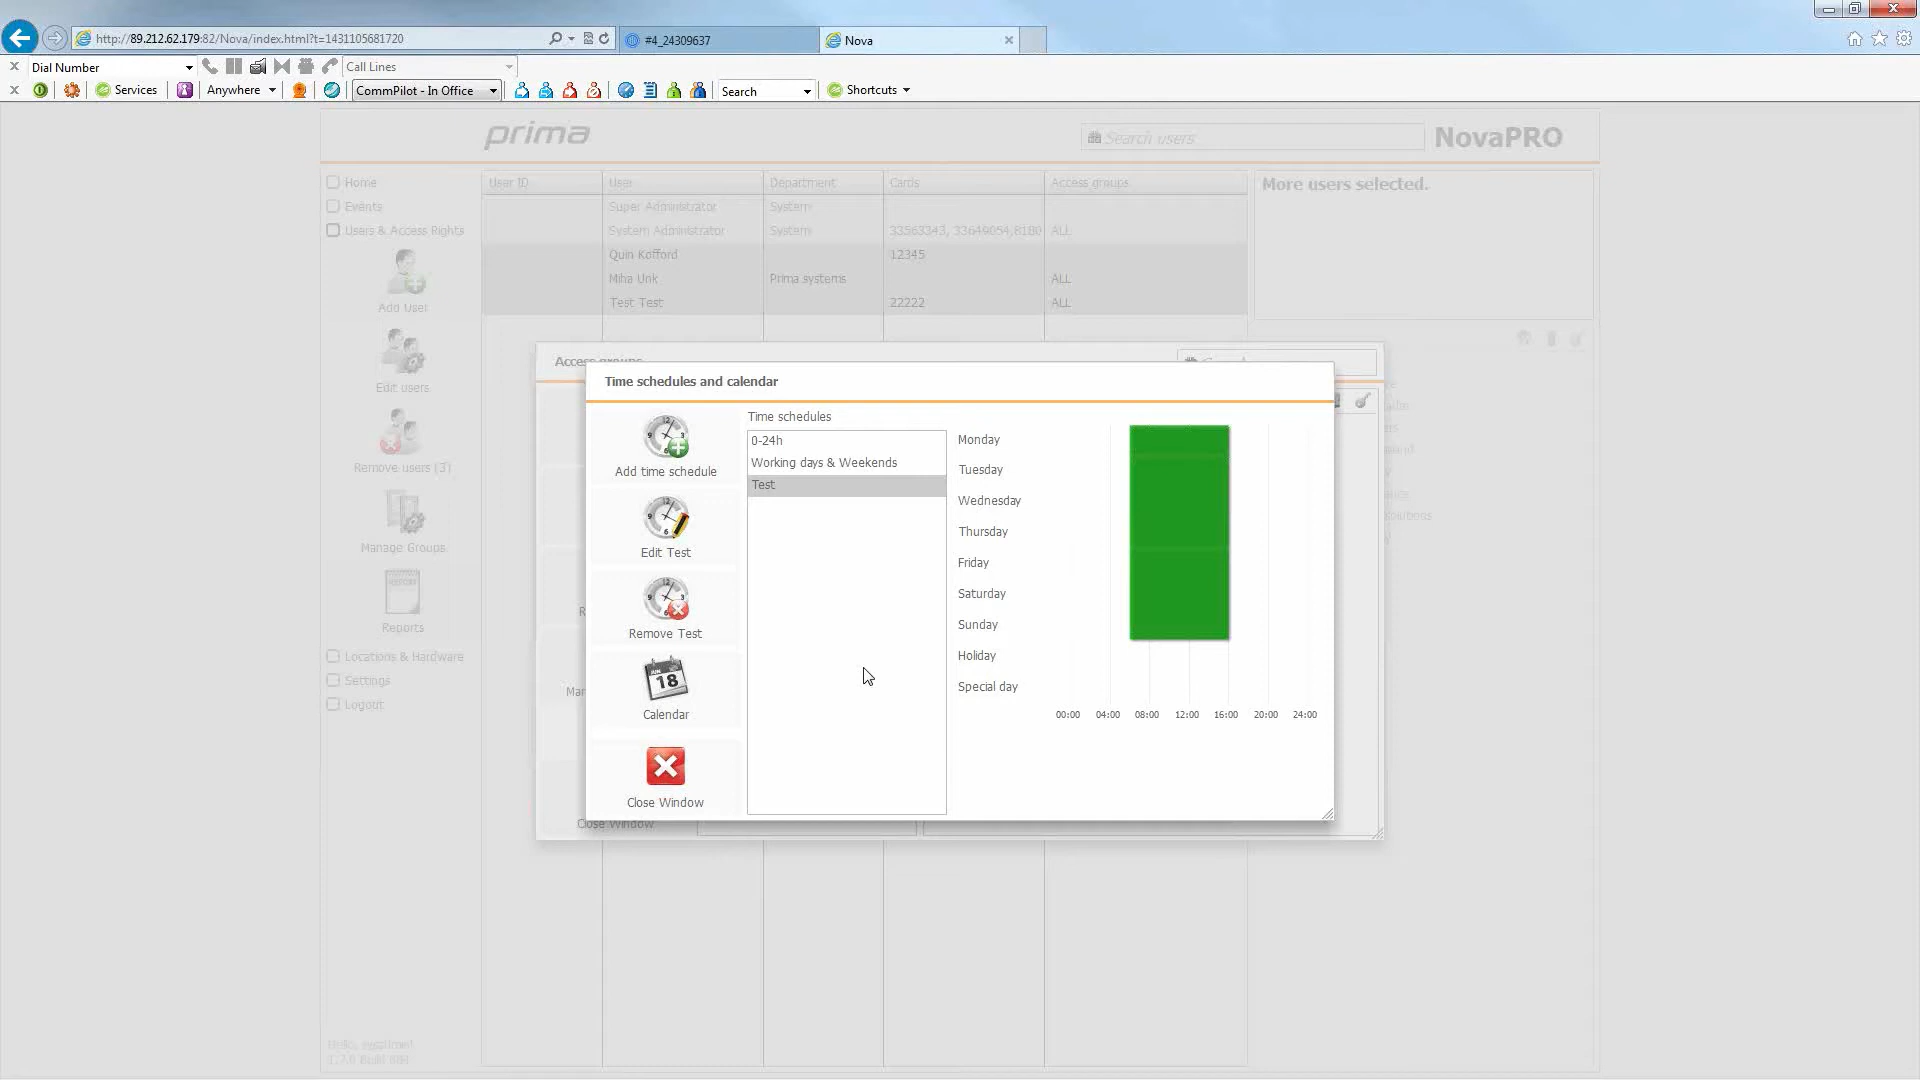 http://89.212.62.179:82/Nova/index.html?t=1431105681720
#4_24309637
Nova
Dial Number
Call Lines
Services
Anywhere
CommPilot - In Office
Search
Shortcuts
prima
Search users
NovaPRO
Home
Events
Users & Access Rights
Add User
Edit users
Remove users (3)
Manage Groups
Reports
Locations & Hardware
Settings
Logout
User ID User Department Cards Access groups
Super Administrator System
System Administrator System 33563343, 33649054,8180 ALL
Quin Kofford 12345
Miha Unk Prima systems ALL
Test Test 22222 ALL
More users selected.
Access groups
Time schedules and calendar
Add time schedule
Edit Test
Remove Test
Calendar
18
Close Window
Time schedules
0-24h
Working days & Weekends
Test
Monday
Tuesday
Wednesday
Thursday
Friday
Saturday
Sunday
Holiday
Special day
00:00 04:00 08:00 12:00 16:00 20:00 24:00
Close Window